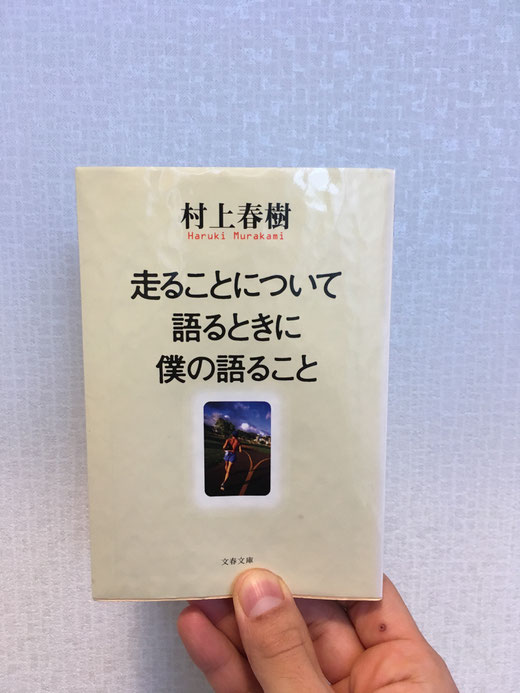 村上春樹
Haruki Murakami
走ることについて
語るときに
僕の語ること
文春文庫